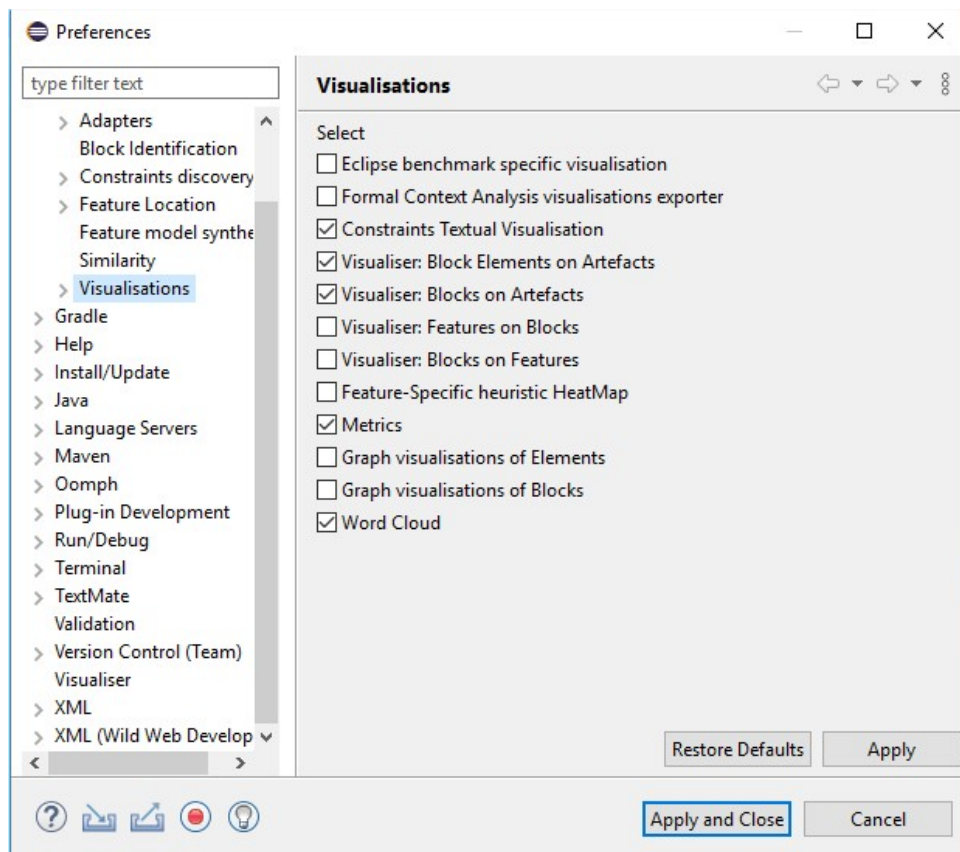 Preferences
type filter text
Adapters
Block Identification
Constraints discovery
Feature Location
Feature model synthe
Similarity
Visualisations
Gradle
Help
Install/Update
Java
Language Servers
Maven
Oomph
Plug-in Development
Run/Debug
Terminal
TextMate
Validation
Version Control (Team)
Visualiser
XML
XML (Wild Web Develop
Visualisations
Select
Eclipse benchmark specific visualisation
Formal Context Analysis visualisations exporter
Constraints Textual Visualisation
Visualiser: Block Elements on Artefacts
Visualiser: Blocks on Artefacts
Visualiser: Features on Blocks
Visualiser: Blocks on Features
Feature-Specific heuristic HeatMap
Metrics
Graph visualisations of Elements
Graph visualisations of Blocks
Word Cloud
Restore Defaults
Apply
Apply and Close
Cancel